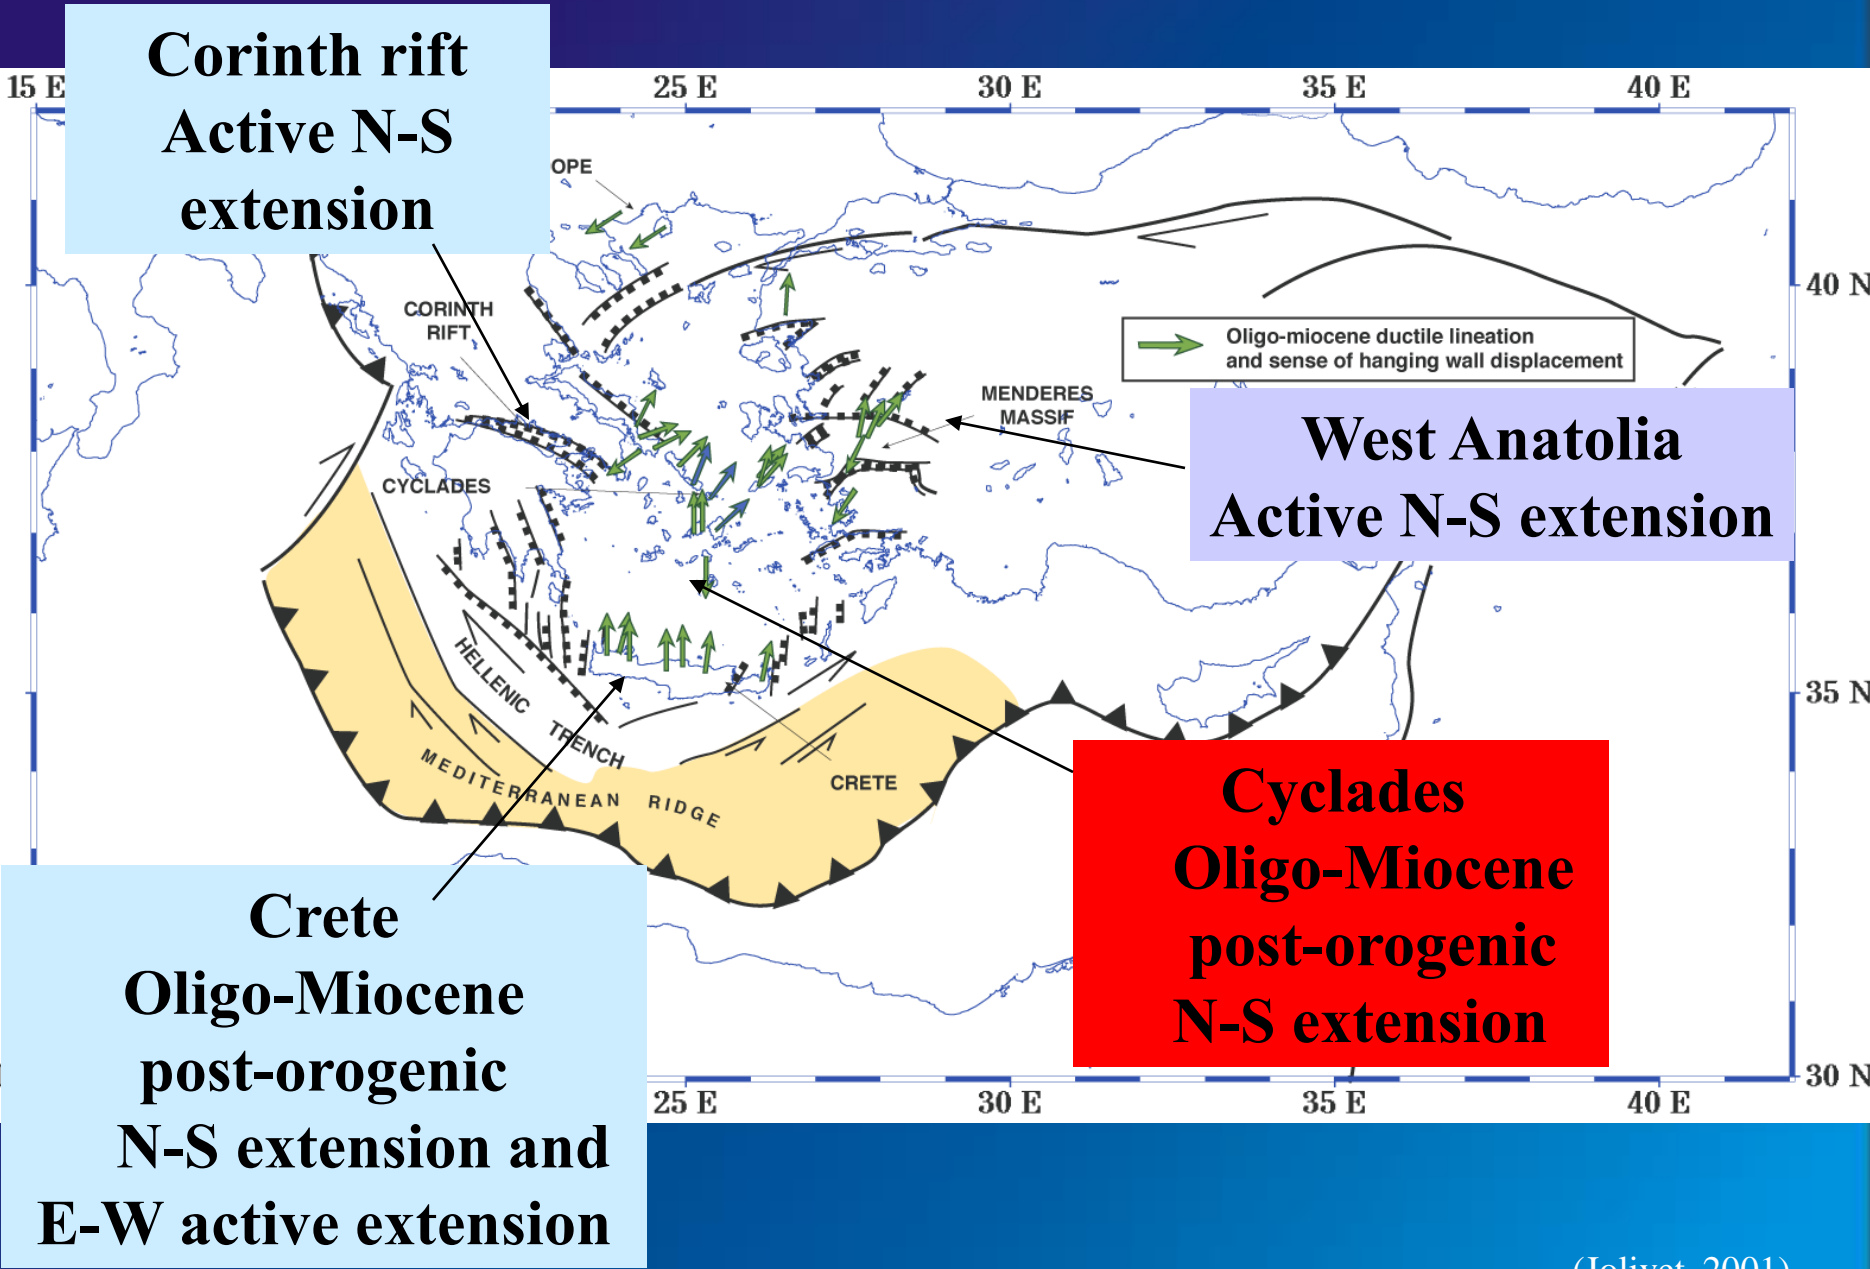 Corinth rift
Active N-S
extension
15 E
25 E
30 E
35 E
40 E
OPE
CORINTH
RIFT
40 N
Oligo-miocene ductile lineation
and sense of hanging wall displacement
MENDERES
MASSIF
West Anatolia
Active N-S extension
CYCLADES
HELLENIC TRENCH
35 N
MEDITERRANEAN RIDGE
CRETE
Cyclades
Oligo-Miocene
post-orogenic
N-S extension
Crete
Oligo-Miocene
post-orogenic
N-S extension and
E-W active extension
30 N
25 E
30 E
35 E
40 E
(Jolivet, 2001)